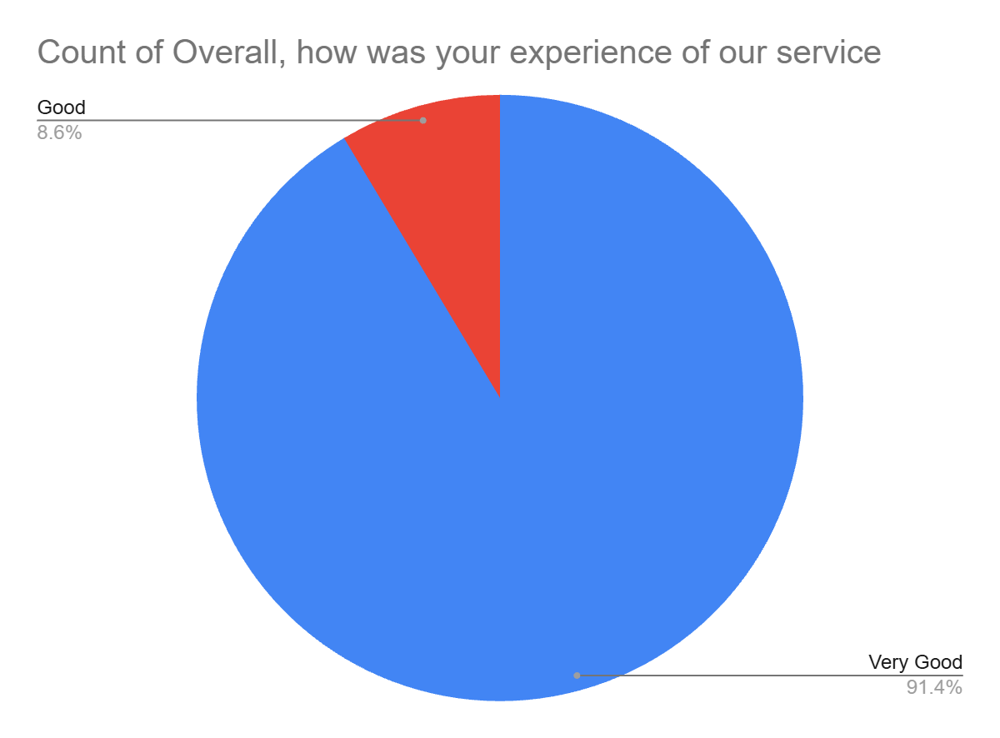 Count of Overall, how was your experience of our service
Good
8.6%
Very Good
91.4%